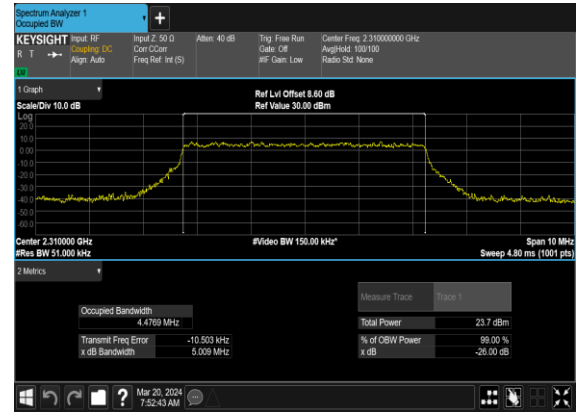 Spectrum Analyzer 1
Occupied BW
+
KEYSIGHT Input: RF Input Z: 50 Ω Atten: 40 dB Trig: Free Run Center Freq: 2.310000000 GHz
R T Coupling: DC Corr CCorr Gate: Off Avg|Hold: 100/100
Align: Auto Freq Ref: Int (S) #IF Gain: Low Radio Std: None
LU
1 Graph
Ref Lvl Offset 8.60 dB
Scale/Div 10.0 dB Ref Value 30.00 dBm
Log
20.0
10.0
0.00
-10.0
-20.0
-30.0
-40.0
-50.0
-60.0
Center 2.310000 GHz #Video BW 150.00 kHz* Span 10 MHz
#Res BW 51.000 kHz Sweep 4.80 ms (1001 pts)
2 Metrics
Measure Trace Trace 1
Occupied Bandwidth
4.4769 MHz Total Power 23.7 dBm
Transmit Freq Error -10.503 kHz % of OBW Power 99.00 %
x dB Bandwidth 5.009 MHz x dB -26.00 dB
?
Mar 20, 2024
7:52:43 AM